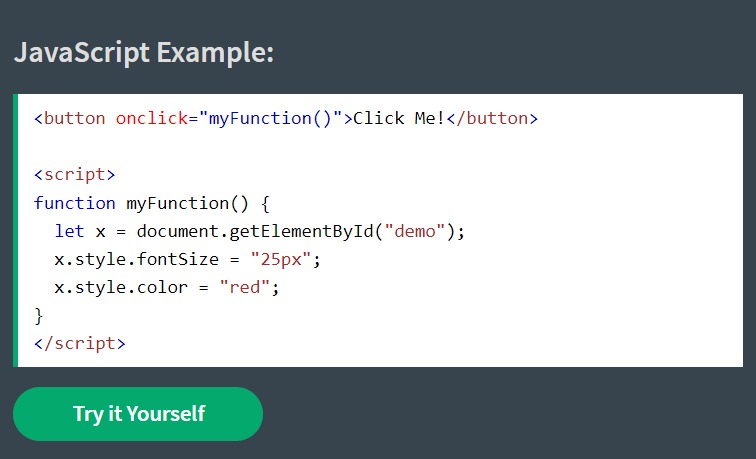 JavaScript Example:
<button onclick="myFunction()">Click Me!</button>
<script>
function myFunction() {
  let x = document.getElementById("demo");
  x.style.fontSize = "25px";
  x.style.color = "red";
}
</script>
Try it Yourself